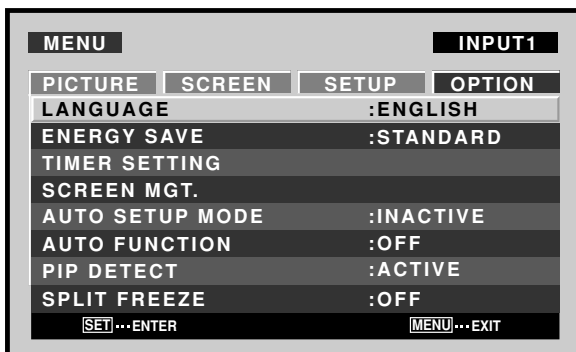 MENU INPUT1
PICTURE SCREEN SETUP OPTION
LANGUAGE :ENGLISH
ENERGY SAVE :STANDARD
TIMER SETTING
SCREEN MGT.
AUTO SETUP MODE :INACTIVE
AUTO FUNCTION :OFF
PIP DETECT :ACTIVE
SPLIT FREEZE :OFF
SET···ENTER MENU···EXIT